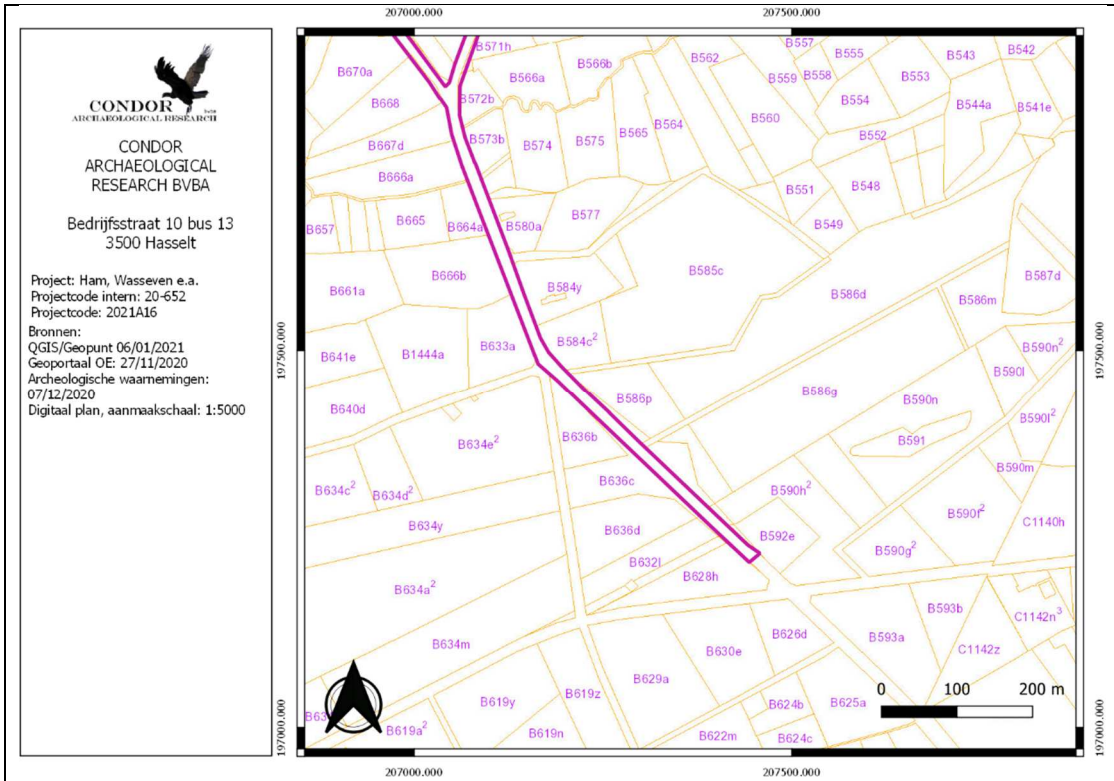 CONDOR
ARCHAEOLOGICAL RESEARCH
CONDOR
ARCHAEOLOGICAL
RESEARCH BVBA
Bedrijfsstraat 10 bus 13
3500 Hasselt
Project: Ham, Wasseven e.a.
Projectcode intern: 20-652
Projectcode: 2021A16
Bronnen:
QGIS/Geopunt 06/01/2021
Geoportaal OE: 27/11/2020
Archeologische waarnemingen:
07/12/2020
Digitaal plan, aanmaakschaal: 1:5000
207000.000 207500.000
B571h B566b B562 B557 B555 B543 B542
B670a B566a B559 B558 B553
B668 B572b B554 B544a B541e
B667d B573b B574 B575 B565 B564 B560 B552
B666a
B657 B665 B664a B580a B577 B551 B548
B549
B666b B585c
B661a B584y B586d B586m B587d
197500.000 197500.000
B641e B1444a B633a B584c² B590l B590n²
B640d B586p B586g B590n
B634e² B636b B591 B590l²
B634c² B634d² B636c B590h² B590m
B634y B636d B592e B590f² C1140h
B632l B590g²
B634a² B628h
B593b C1142n³
B634m B626d B593a
B630e C1142z
B629a
B619y B619z B624b B625a
B619a² B619n B622m B624c
0 100 200 m
197000.000 197000.000
207000.000 207500.000